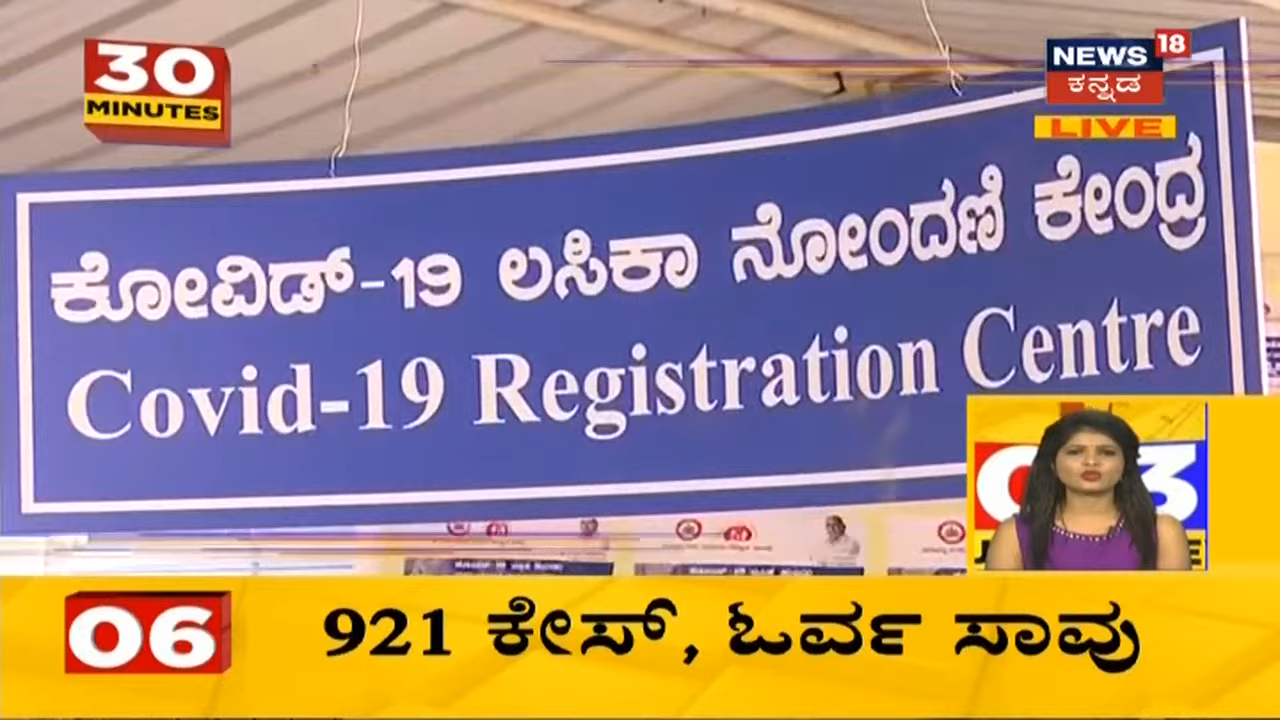 30
MINUTES
NEWS 18
ಕನ್ನಡ
LIVE
ಕೋವಿಡ್-19 ಲಸಿಕಾ ನೋಂದಣಿ ಕೇಂದ್ರ
Covid-19 Registration Centre
06
921 ಕೇಸ್, ಓರ್ವ ಸಾವು